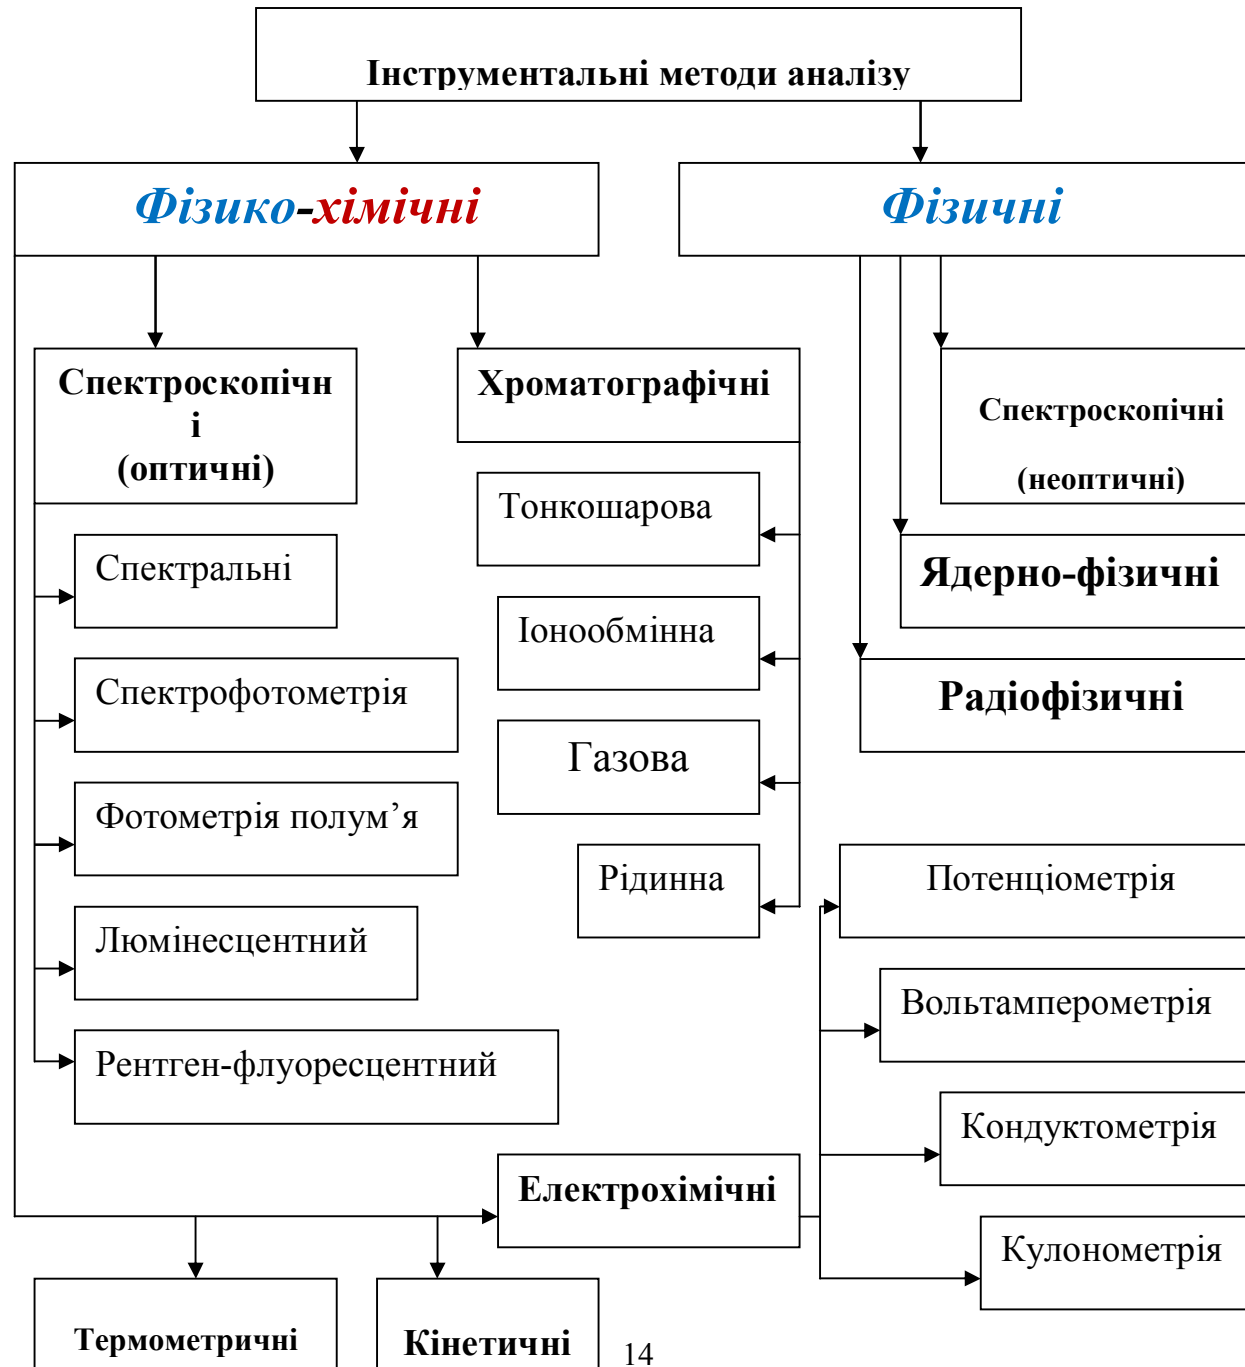 Інструментальні методи аналізу
Фізико-хімічні
Фізичні
Спектроскопічн
і
(оптичні)
Хроматографічні
Спектроскопічні
(неоптичні)
Тонкошарова
Спектральні
Ядерно-фізичні
Іонообмінна
Спектрофотометрія
Радіофізичні
Газова
Фотометрія полум’я
Рідинна
Потенціометрія
Люмінесцентний
Вольтамперометрія
Рентген-флуоресцентний
Кондуктометрія
Електрохімічні
Кулонометрія
Термометричні
Кінетичні
14